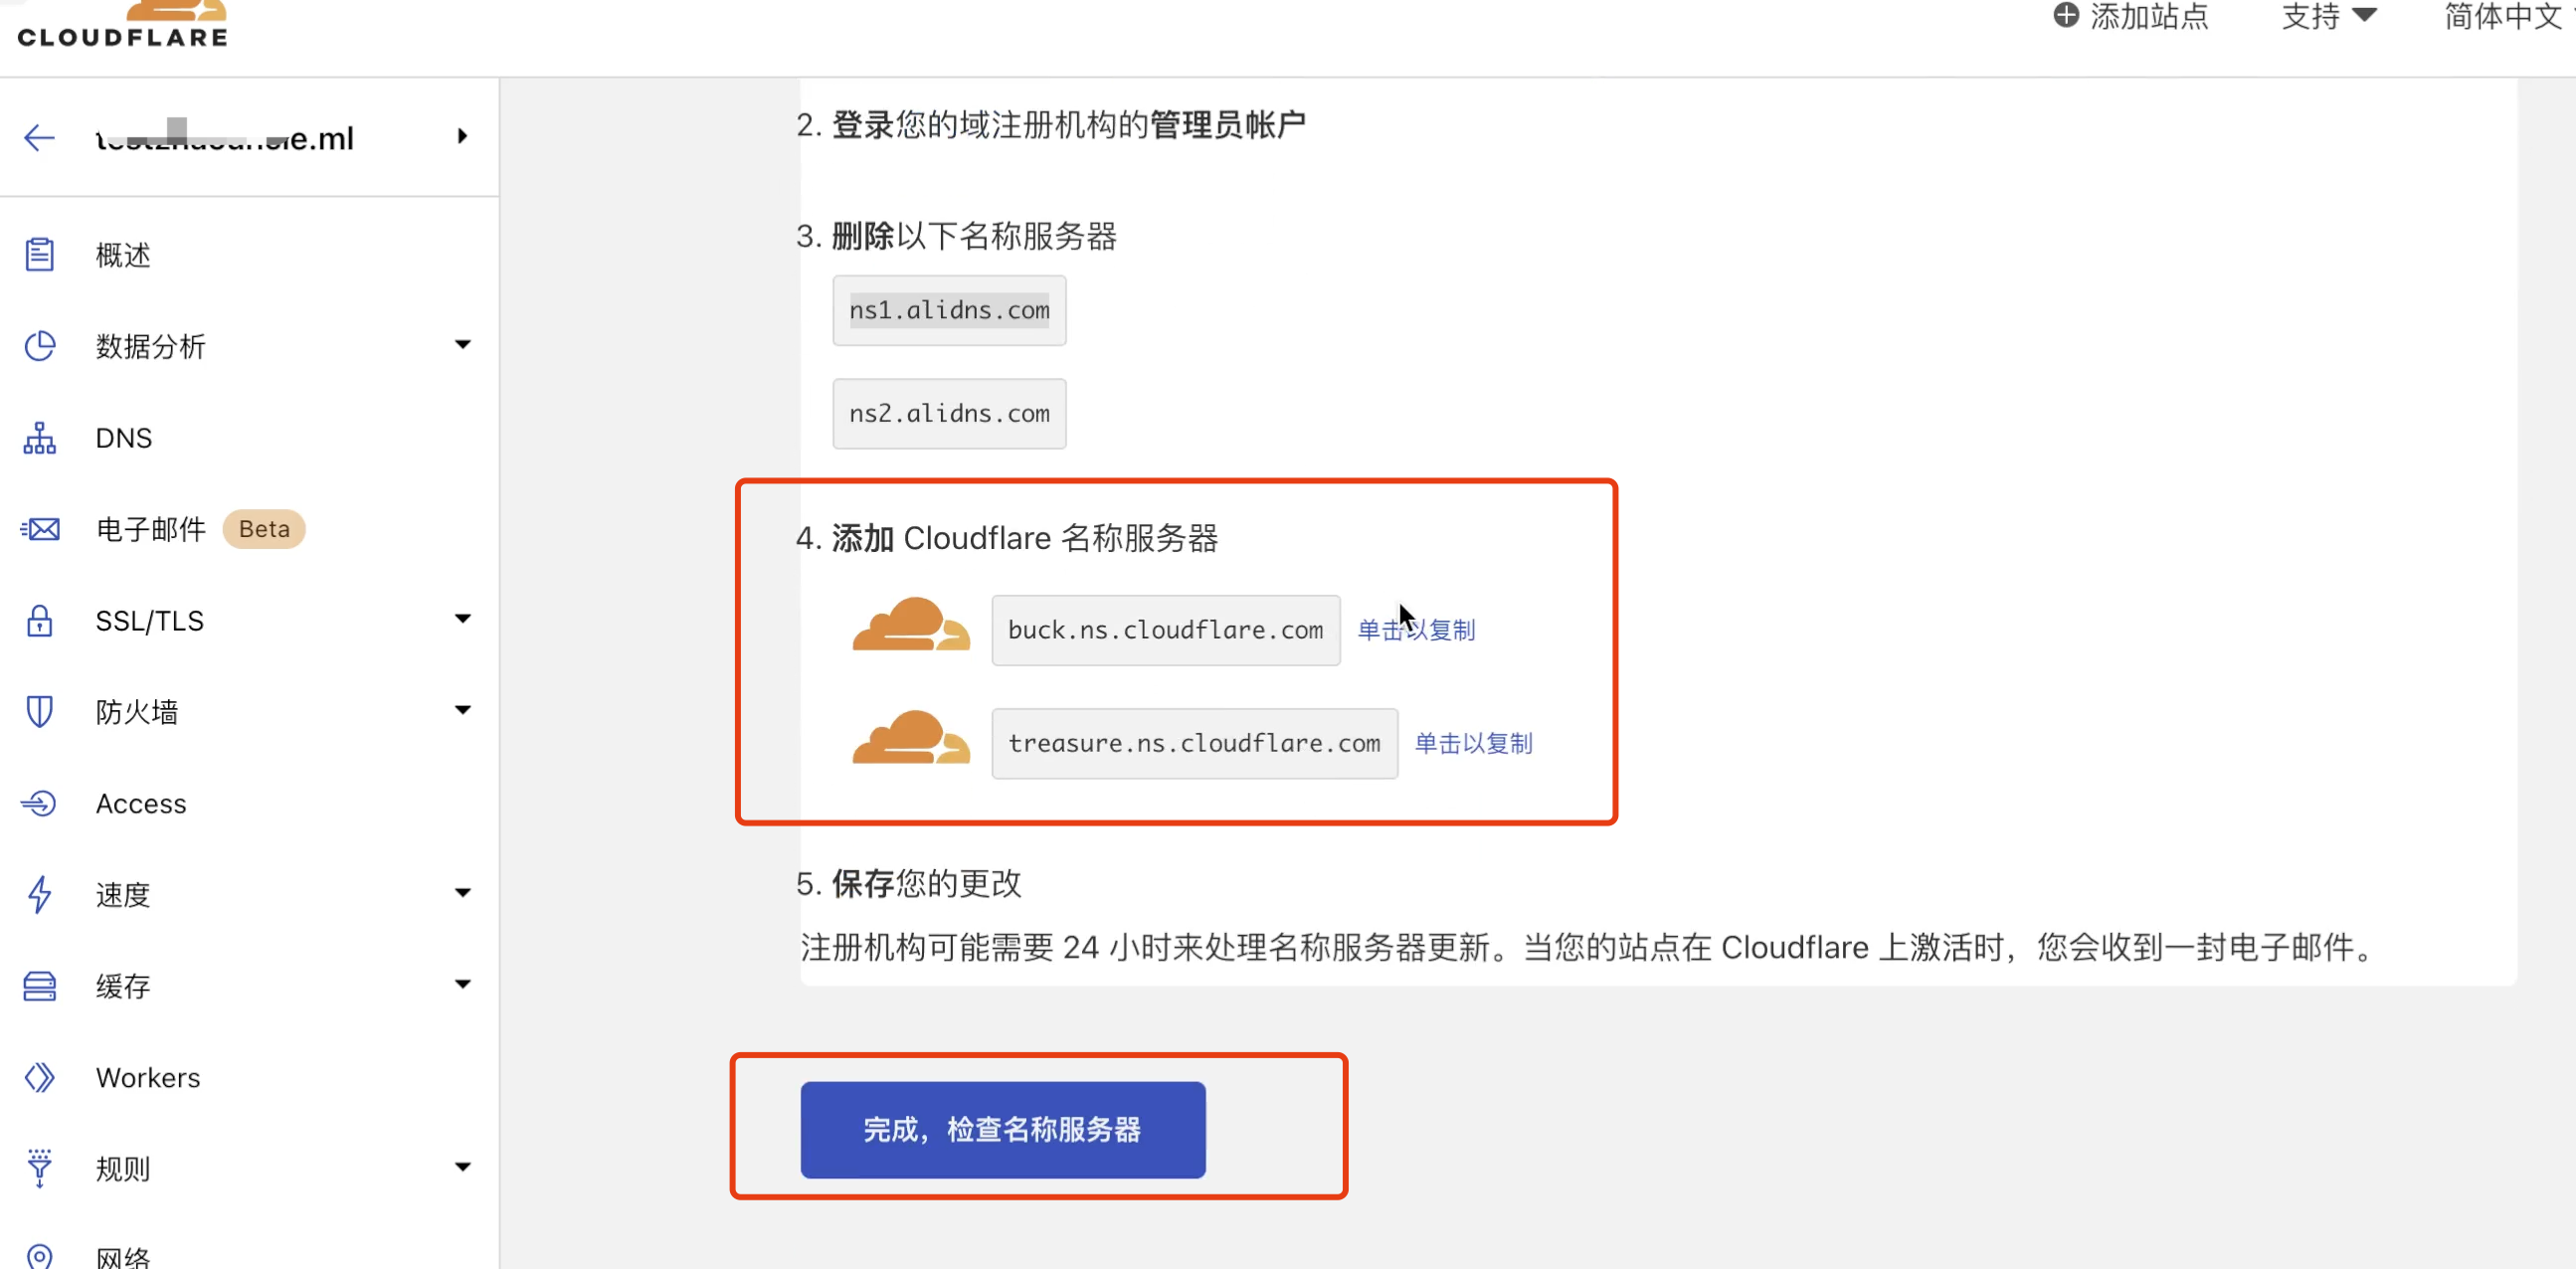 CLOUDFLARE
添加站点
支持
简体中文
e.ml
概述
数据分析
DNS
电子邮件 Beta
SSL/TLS
防火墙
Access
速度
缓存
Workers
规则
网络
2. 登录您的域注册机构的管理员帐户
3. 删除以下名称服务器
ns1.alidns.com
ns2.alidns.com
4. 添加 Cloudflare 名称服务器
buck.ns.cloudflare.com 单击以复制
treasure.ns.cloudflare.com 单击以复制
5. 保存您的更改
注册机构可能需要 24 小时来处理名称服务器更新。当您的站点在 Cloudflare 上激活时，您会收到一封电子邮件。
完成，检查名称服务器